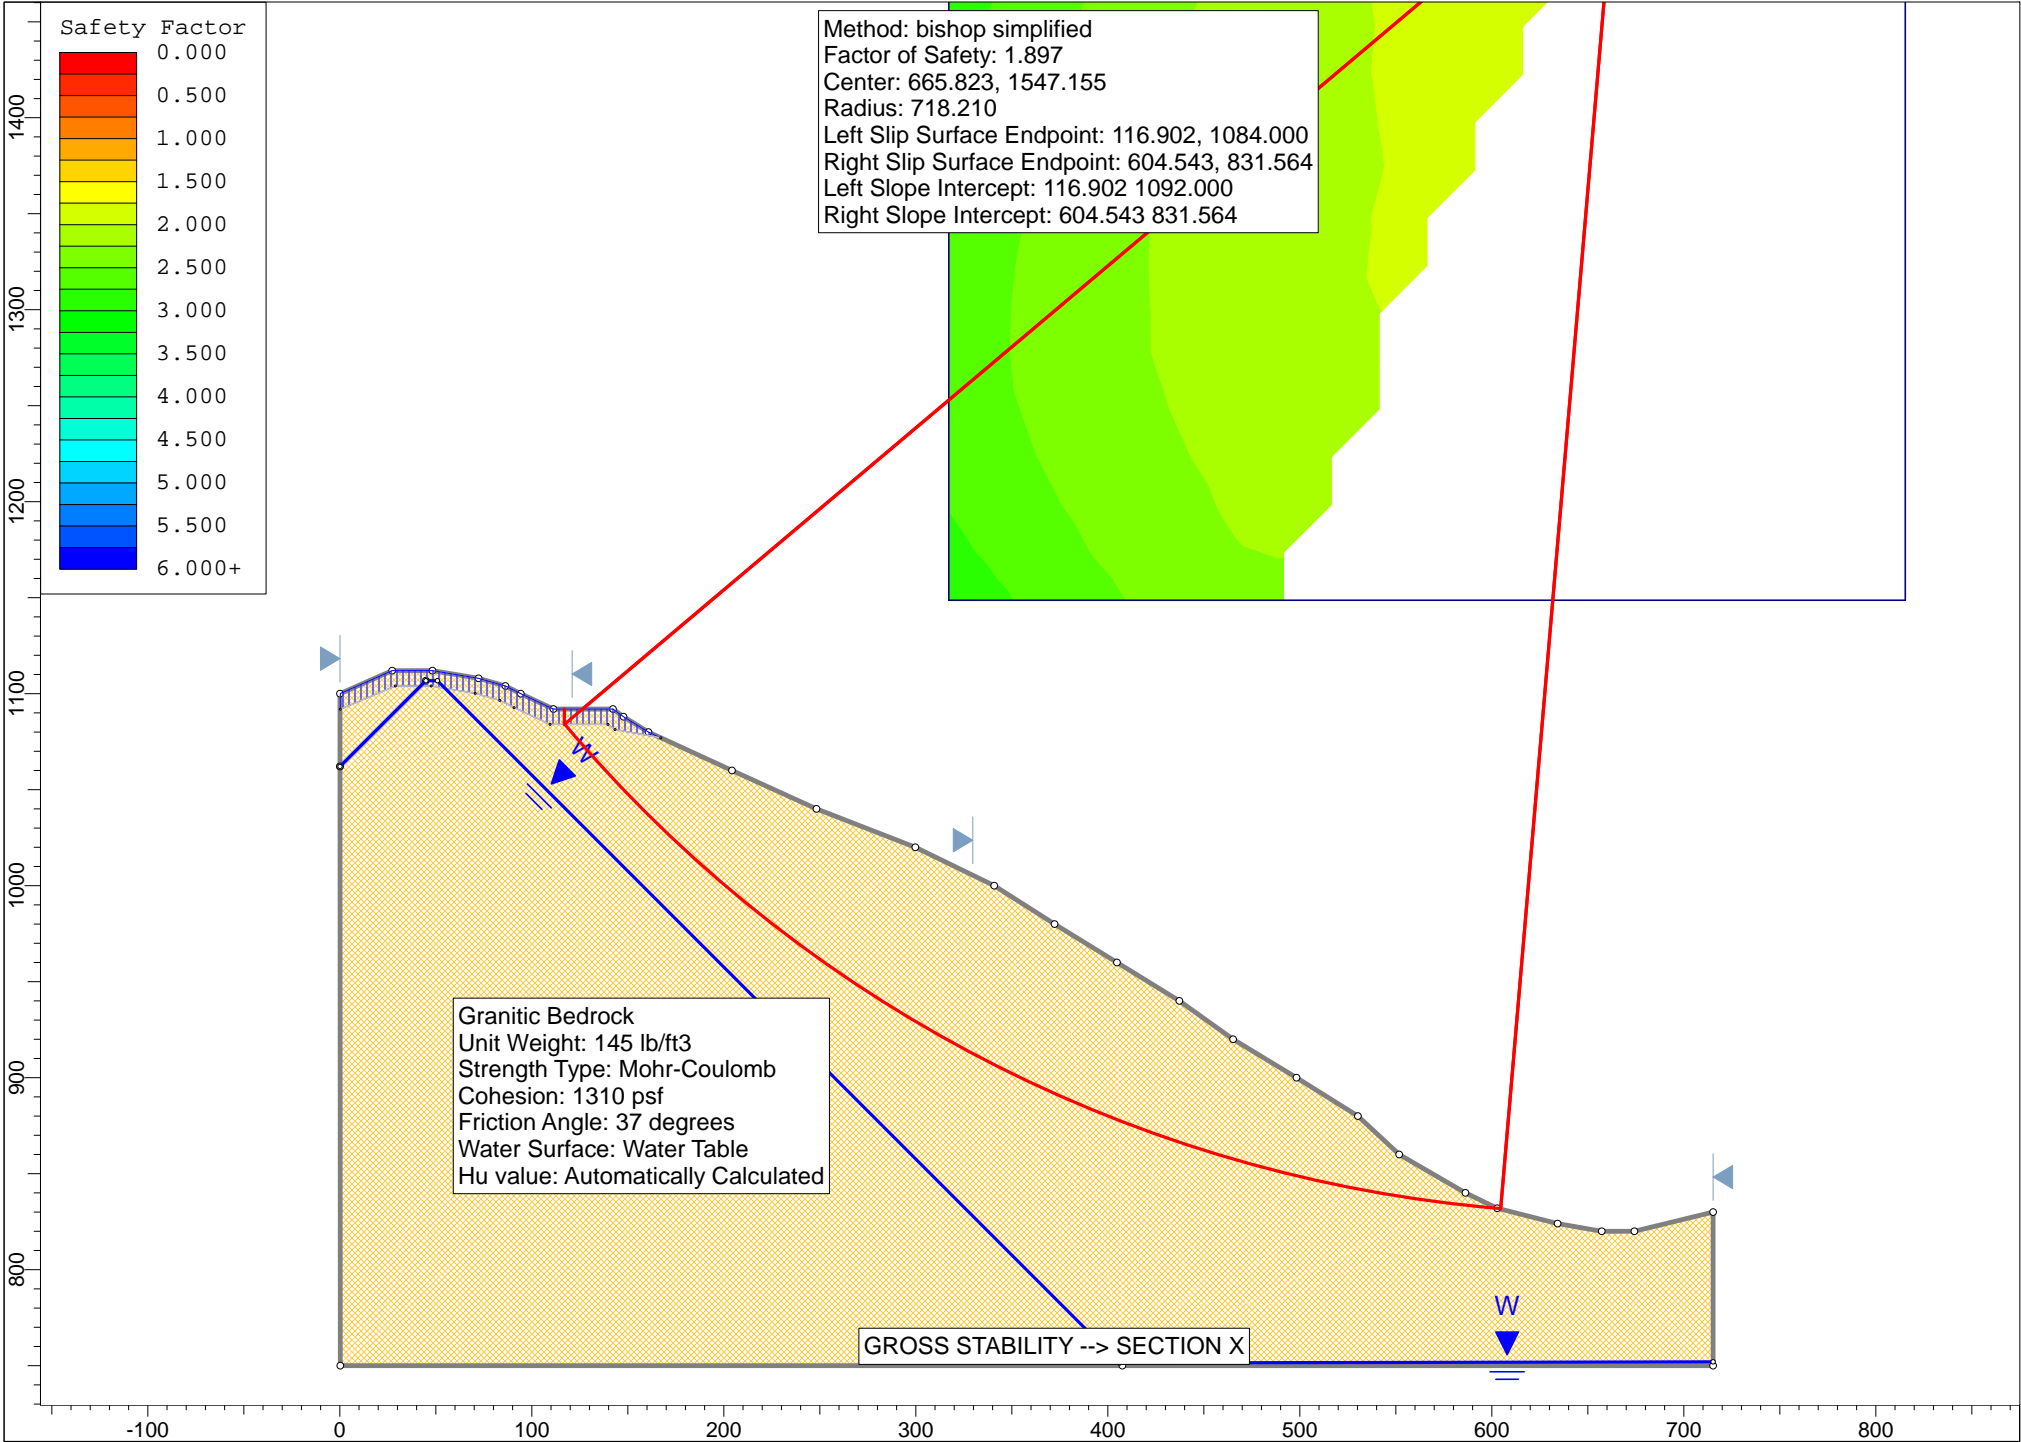 Safety Factor
0.000
0.500
1.000
1.500
2.000
2.500
3.000
3.500
4.000
4.500
5.000
5.500
6.000+
Method: bishop simplified
Factor of Safety: 1.897
Center: 665.823, 1547.155
Radius: 718.210
Left Slip Surface Endpoint: 116.902, 1084.000
Right Slip Surface Endpoint: 604.543, 831.564
Left Slope Intercept: 116.902 1092.000
Right Slope Intercept: 604.543 831.564
1400
1300
1200
1100
1000
900
800
W
Granitic Bedrock
Unit Weight: 145 lb/ft3
Strength Type: Mohr-Coulomb
Cohesion: 1310 psf
Friction Angle: 37 degrees
Water Surface: Water Table
Hu value: Automatically Calculated
W
GROSS STABILITY --> SECTION X
-100
0
100
200
300
400
500
600
700
800